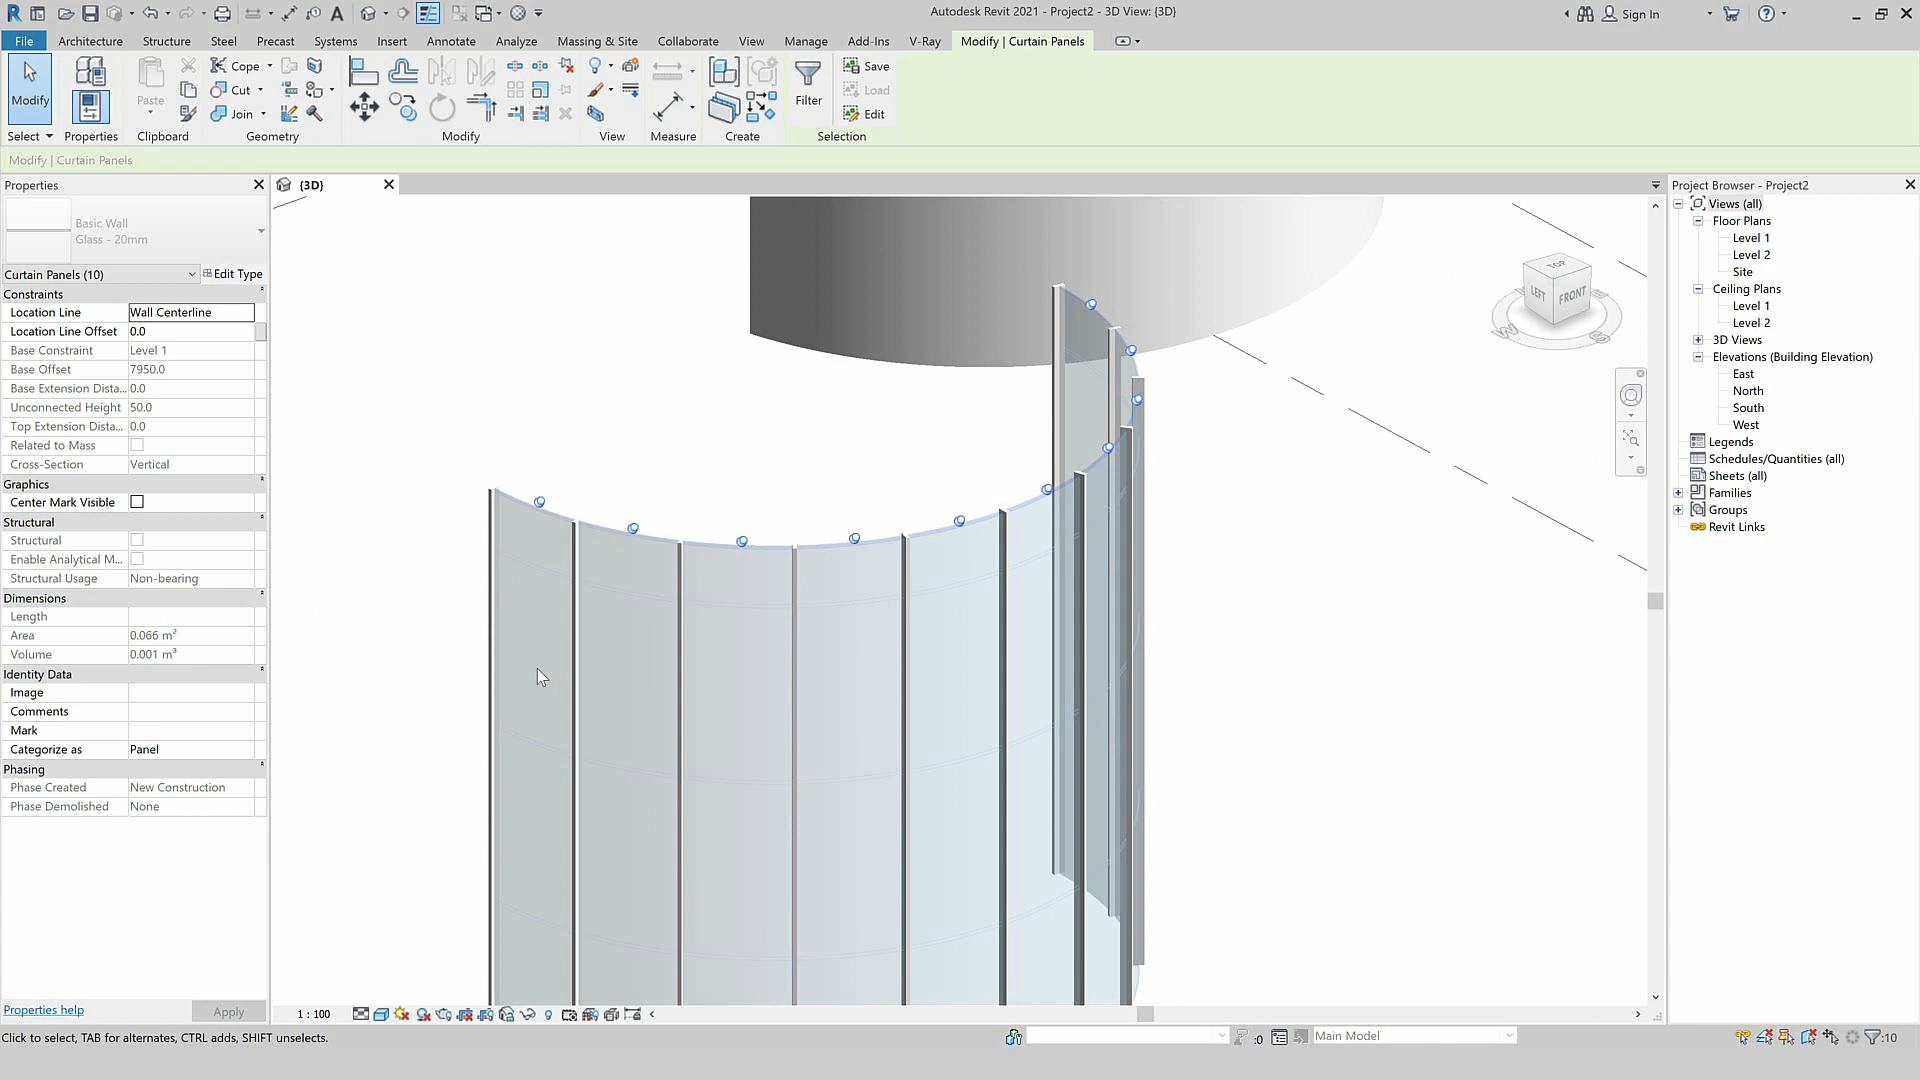 Autodesk Revit 2021 - Project2 - 3D View: {3D}
Sign In
File Architecture Structure Steel Precast Systems Insert Annotate Analyze Massing & Site Collaborate View Manage Add-Ins V-Ray Modify | Curtain Panels
Modify
Paste
Cope
Cut
Join
Filter
Save
Load
Edit
Select Properties Clipboard Geometry Modify View Measure Create Selection
Modify | Curtain Panels
Properties
Basic Wall
Glass - 20mm
Curtain Panels (10) Edit Type
Constraints
Location Line Wall Centerline
Location Line Offset 0.0
Base Constraint Level 1
Base Offset 7950.0
Base Extension Dista... 0.0
Unconnected Height 50.0
Top Extension Dista... 0.0
Related to Mass
Cross-Section Vertical
Graphics
Center Mark Visible
Structural
Structural
Enable Analytical M...
Structural Usage Non-bearing
Dimensions
Length
Area 0.066 m²
Volume 0.001 m³
Identity Data
Image
Comments
Mark
Categorize as Panel
Phasing
Phase Created New Construction
Phase Demolished None
Properties help Apply
{3D}
TOP
LEFT FRONT
W S
1 : 100
Project Browser - Project2
Views (all)
Floor Plans
Level 1
Level 2
Site
Ceiling Plans
Level 1
Level 2
3D Views
Elevations (Building Elevation)
East
North
South
West
Legends
Schedules/Quantities (all)
Sheets (all)
Families
Groups
Revit Links
Click to select, TAB for alternates, CTRL adds, SHIFT unselects.
:0
Main Model
:10